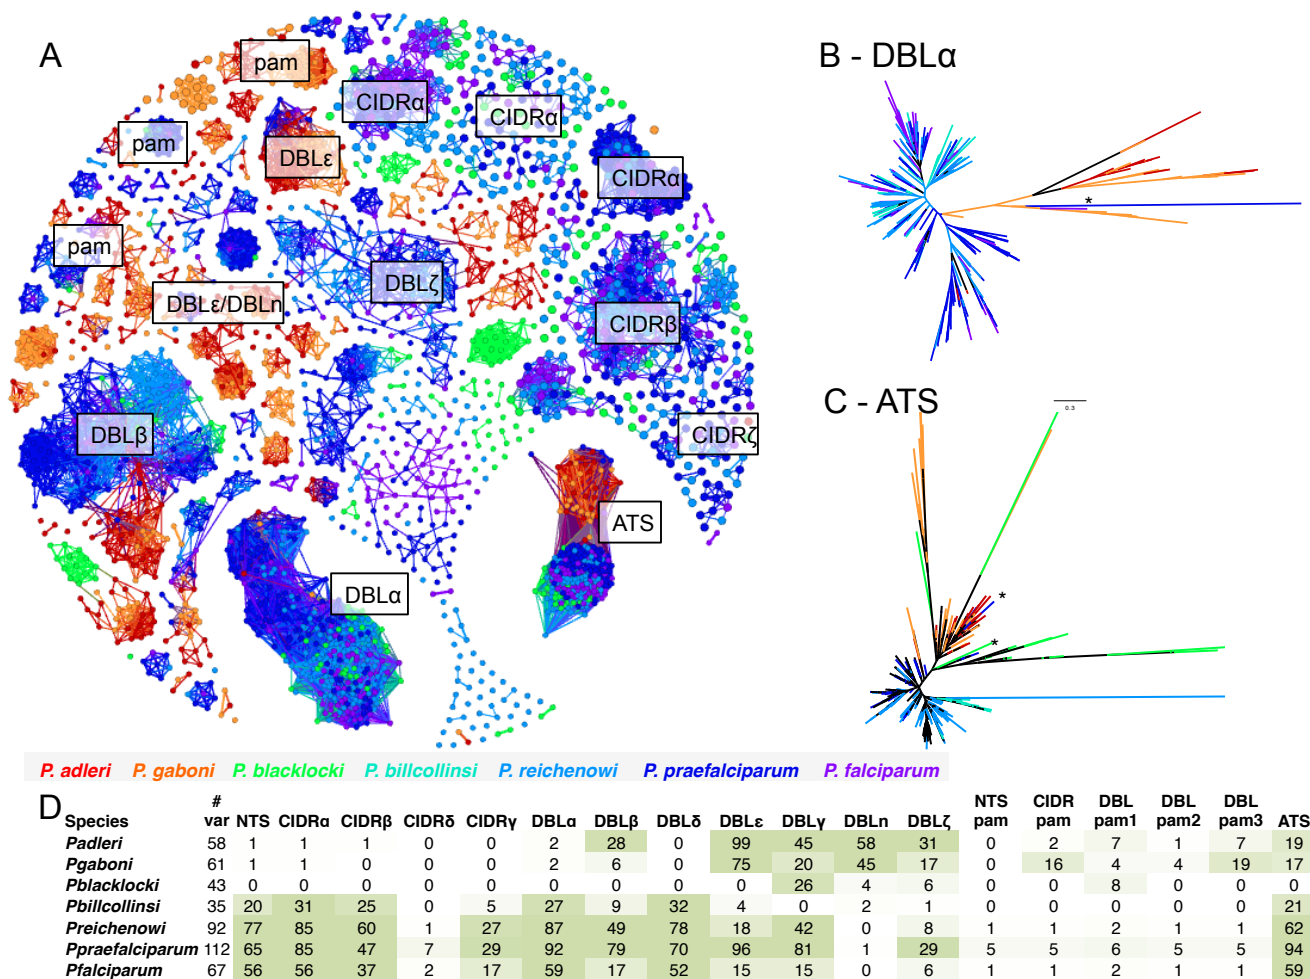 A
pam
CIDRα
CIDRα
pam
DBLε
CIDRα
pam
DBLε/DBLn
DBLζ
CIDRβ
DBLβ
CIDRζ
ATS
DBLα
B - DBLα
*
C - ATS
0.3
*
*
P. adleri P. gaboni P. blacklocki P. billcollinsi P. reichenowi P. praefalciparum P. falciparum
D
Species # var NTS CIDRα CIDRβ CIDRδ CIDRγ DBLα DBLβ DBLδ DBLε DBLγ DBLn DBLζ NTS pam CIDR pam DBL pam1 DBL pam2 DBL pam3 ATS
Padleri 58 1 1 1 0 0 2 28 0 99 45 58 31 0 2 7 1 7 19
Pgaboni 61 1 1 0 0 0 2 6 0 75 20 45 17 0 16 4 4 19 17
Pblacklocki 43 0 0 0 0 0 0 0 0 0 26 4 6 0 0 8 0 0 0
Pbillcollinsi 35 20 31 25 0 5 27 9 32 4 0 2 1 0 0 0 0 0 21
Preichenowi 92 77 85 60 1 27 87 49 78 18 42 0 8 1 1 2 1 1 62
Ppraefalciparum 112 65 85 47 7 29 92 79 70 96 81 1 29 5 5 6 5 5 94
Pfalciparum 67 56 56 37 2 17 59 17 52 15 15 0 6 1 1 2 1 1 59